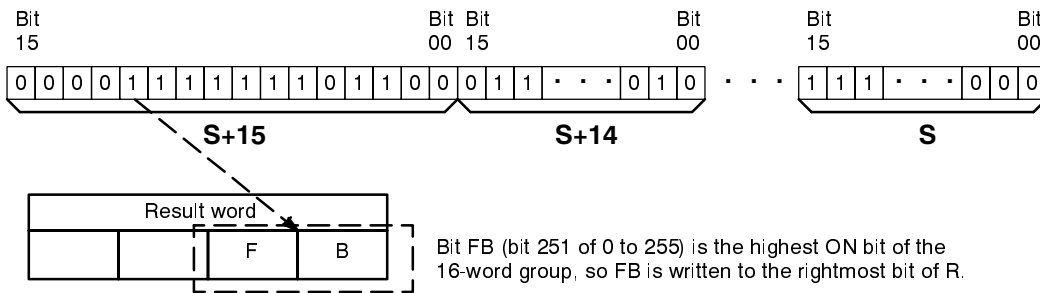 Bit Bit Bit Bit Bit Bit
15 00 15 00 15 00
0 0 0 0 1 1 1 1 1 1 1 0 1 1 0 0 0 1 1 · · · 0 1 0 · · · 1 1 1 · · · 0 0 0
S+15 S+14 S
Result word
F B
Bit FB (bit 251 of 0 to 255) is the highest ON bit of the
16-word group, so FB is written to the rightmost bit of R.